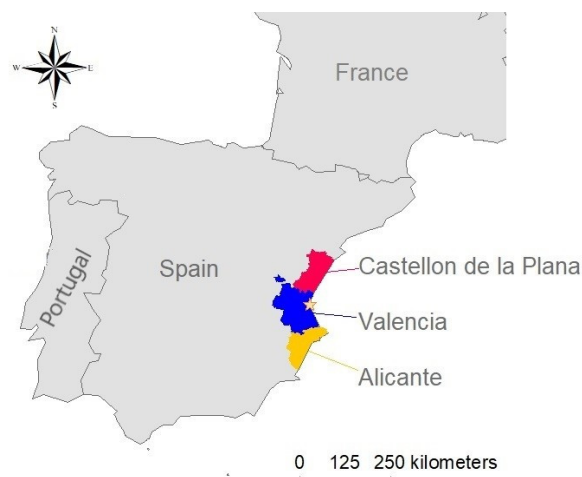 N
W E
S
France
Portugal
Spain
Castellon de la Plana
Valencia
Alicante
0 125 250 kilometers